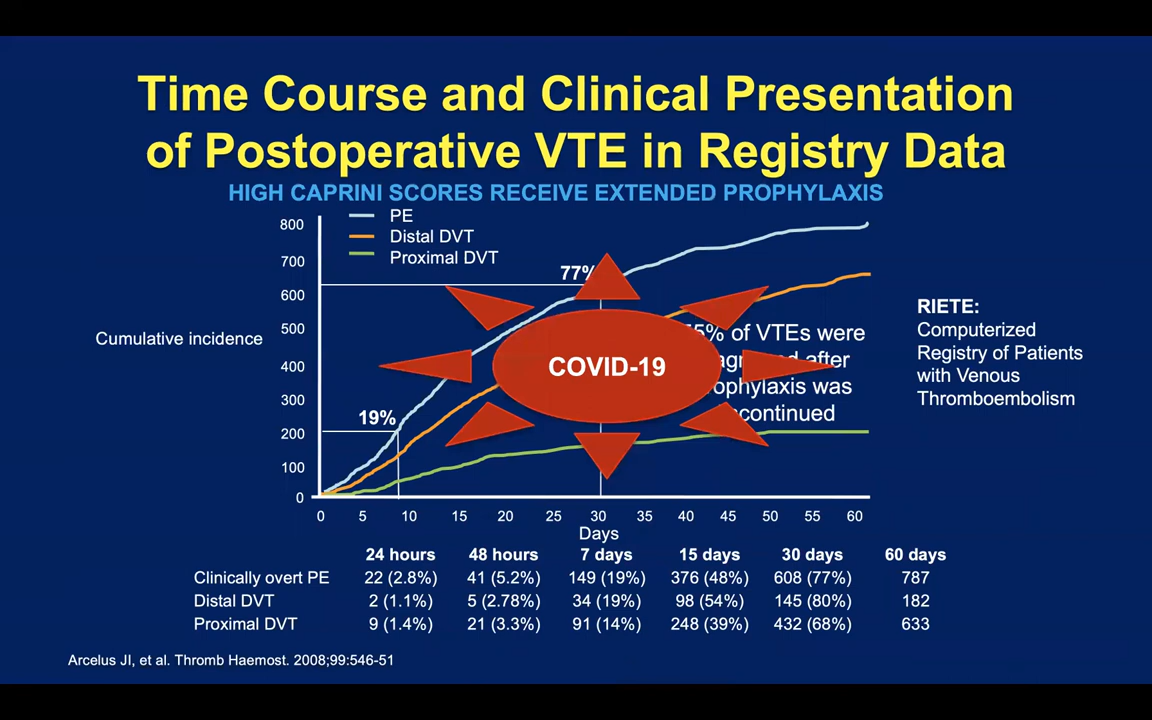 Time Course and Clinical Presentation
of Postoperative VTE in Registry Data
HIGH CAPRINI SCORES RECEIVE EXTENDED PROPHYLAXIS
PE
Distal DVT
Proximal DVT
800
700
600
500
400
300
200
100
0
Cumulative incidence
77%
19%
COVID-19
% of VTEs were
after
was
RIETE:
Computerized
Registry of Patients
with Venous
Thromboembolism
0 5 10 15 20 25 30 35 40 45 50 55 60
Days
24 hours 48 hours 7 days 15 days 30 days 60 days
Clinically overt PE 22 (2.8%) 41 (5.2%) 149 (19%) 376 (48%) 608 (77%) 787
Distal DVT 2 (1.1%) 5 (2.78%) 34 (19%) 98 (54%) 145 (80%) 182
Proximal DVT 9 (1.4%) 21 (3.3%) 91 (14%) 248 (39%) 432 (68%) 633
Arcelus JI, et al. Thromb Haemost. 2008;99:546-51